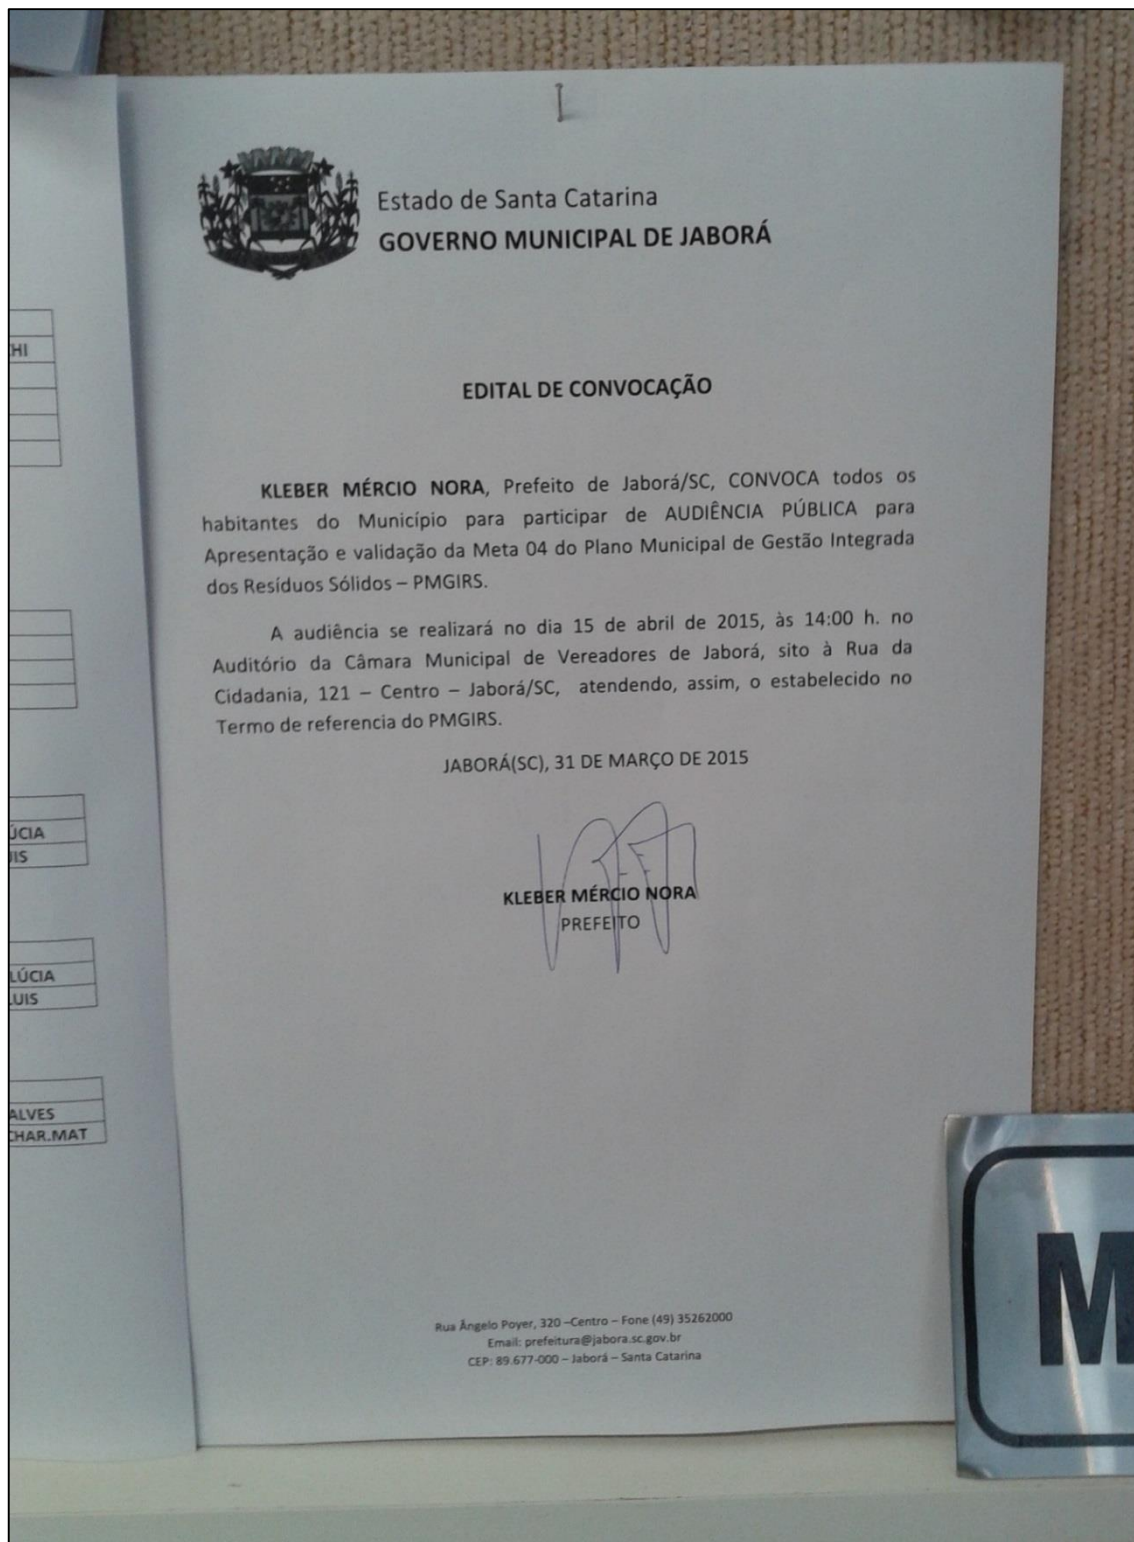 Estado de Santa Catarina
GOVERNO MUNICIPAL DE JABORÁ
EDITAL DE CONVOCAÇÃO
KLEBER MÉRCIO NORA, Prefeito de Jaborá/SC, CONVOCA todos os
habitantes do Município para participar de AUDIÊNCIA PÚBLICA para
Apresentação e validação da Meta 04 do Plano Municipal de Gestão Integrada
dos Resíduos Sólidos – PMGIRS.
A audiência se realizará no dia 15 de abril de 2015, às 14:00 h. no
Auditório da Câmara Municipal de Vereadores de Jaborá, sito à Rua da
Cidadania, 121 – Centro – Jaborá/SC, atendendo, assim, o estabelecido no
Termo de referencia do PMGIRS.
JABORÁ(SC), 31 DE MARÇO DE 2015
KLEBER MÉRCIO NORA
PREFEITO
Rua Ângelo Poyer, 320 –Centro – Fone (49) 35262000
Email: prefeitura@jabora.sc.gov.br
CEP: 89.677-000 – Jaborá – Santa Catarina
HI
ÚCIA
UIS
LÚCIA
LUIS
ALVES
CHAR.MAT
M